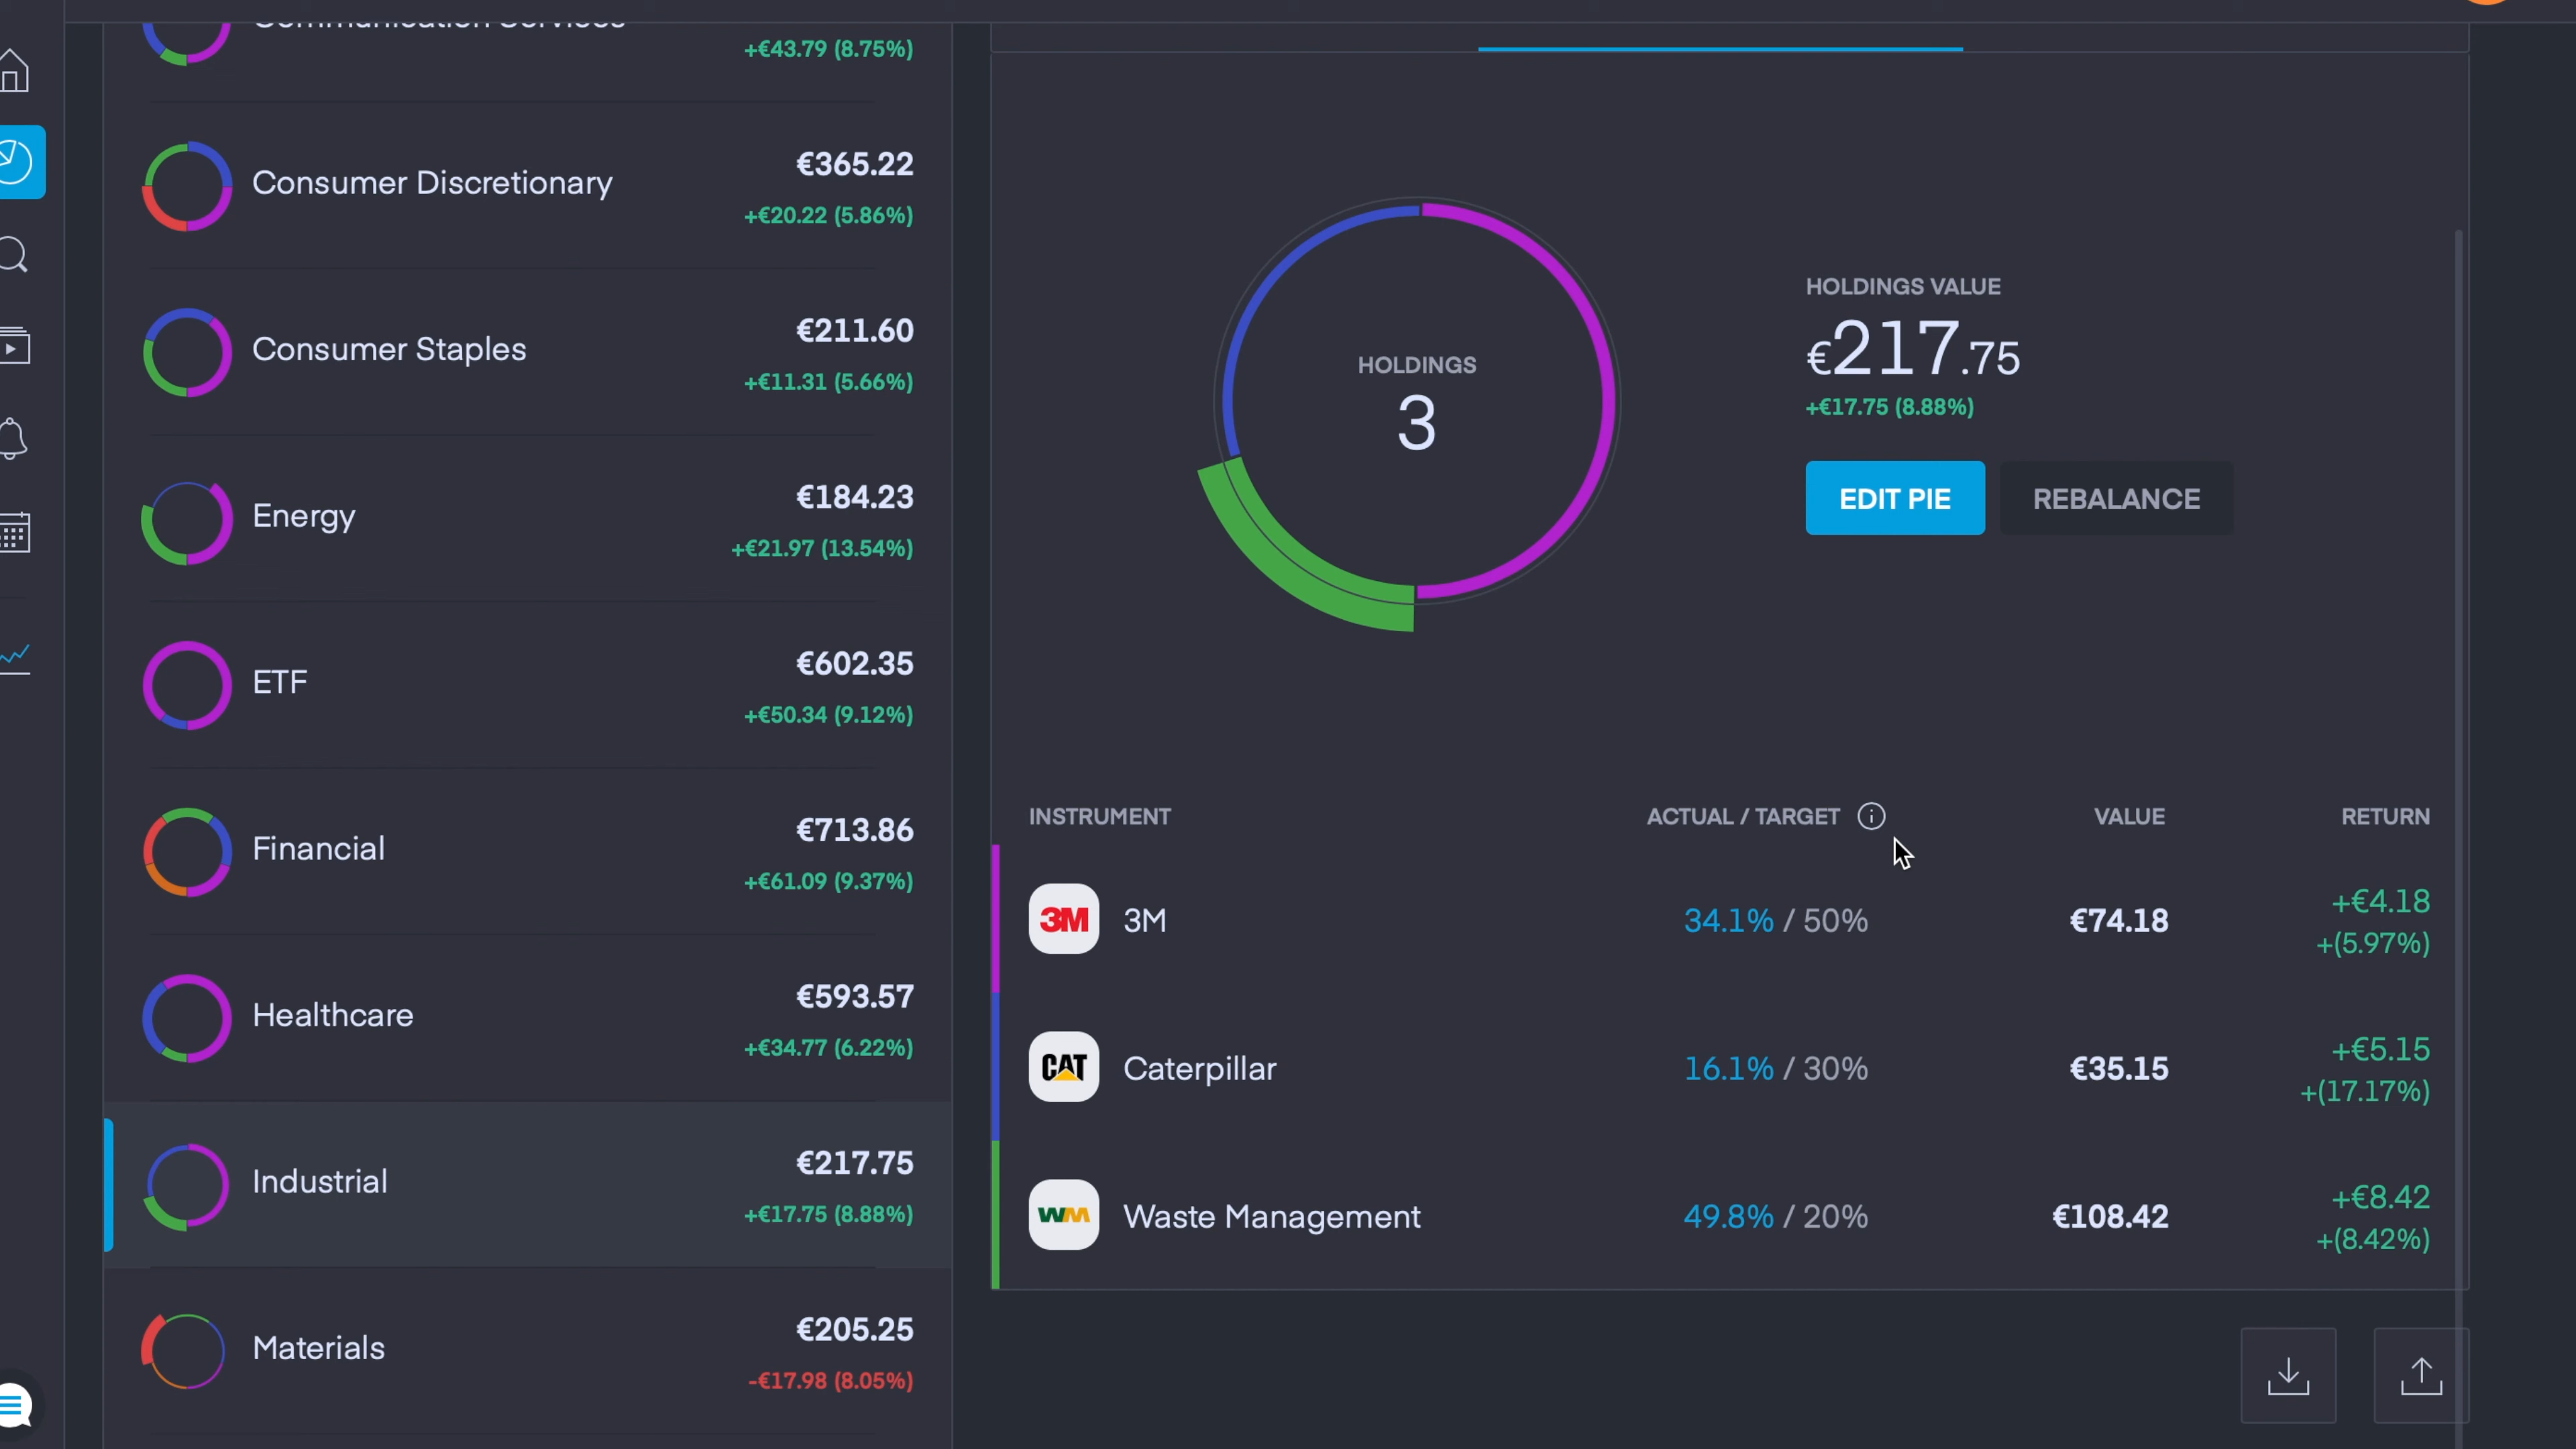 Communication Services
+€43.79 (8.75%)
Consumer Discretionary
€365.22
+€20.22 (5.86%)
Consumer Staples
€211.60
+€11.31 (5.66%)
Energy
€184.23
+€21.97 (13.54%)
ETF
€602.35
+€50.34 (9.12%)
Financial
€713.86
+€61.09 (9.37%)
Healthcare
€593.57
+€34.77 (6.22%)
Industrial
€217.75
+€17.75 (8.88%)
Materials
€205.25
-€17.98 (8.05%)
HOLDINGS
3
HOLDINGS VALUE
€217.75
+€17.75 (8.88%)
EDIT PIE REBALANCE
INSTRUMENT ACTUAL / TARGET VALUE RETURN
3M 3M 34.1% / 50% €74.18 +€4.18
+(5.97%)
CAT Caterpillar 16.1% / 30% €35.15 +€5.15
+(17.17%)
WM Waste Management 49.8% / 20% €108.42 +€8.42
+(8.42%)